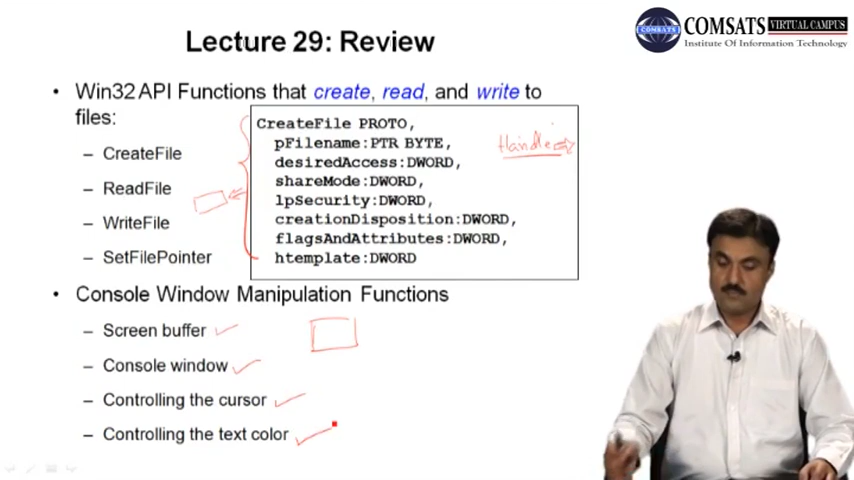 Lecture 29: Review
COMSATS VIRTUAL CAMPUS
COMSATS
Institute Of Information Technology
• Win32 API Functions that create, read, and write to
files:
– CreateFile
– ReadFile
– WriteFile
– SetFilePointer
CreateFile PROTO,
pFilename:PTR BYTE,
desiredAccess:DWORD,
shareMode:DWORD,
lpSecurity:DWORD,
creationDisposition:DWORD,
flagsAndAttributes:DWORD,
htemplate:DWORD
Handle
• Console Window Manipulation Functions
– Screen buffer
– Console window
– Controlling the cursor
– Controlling the text color